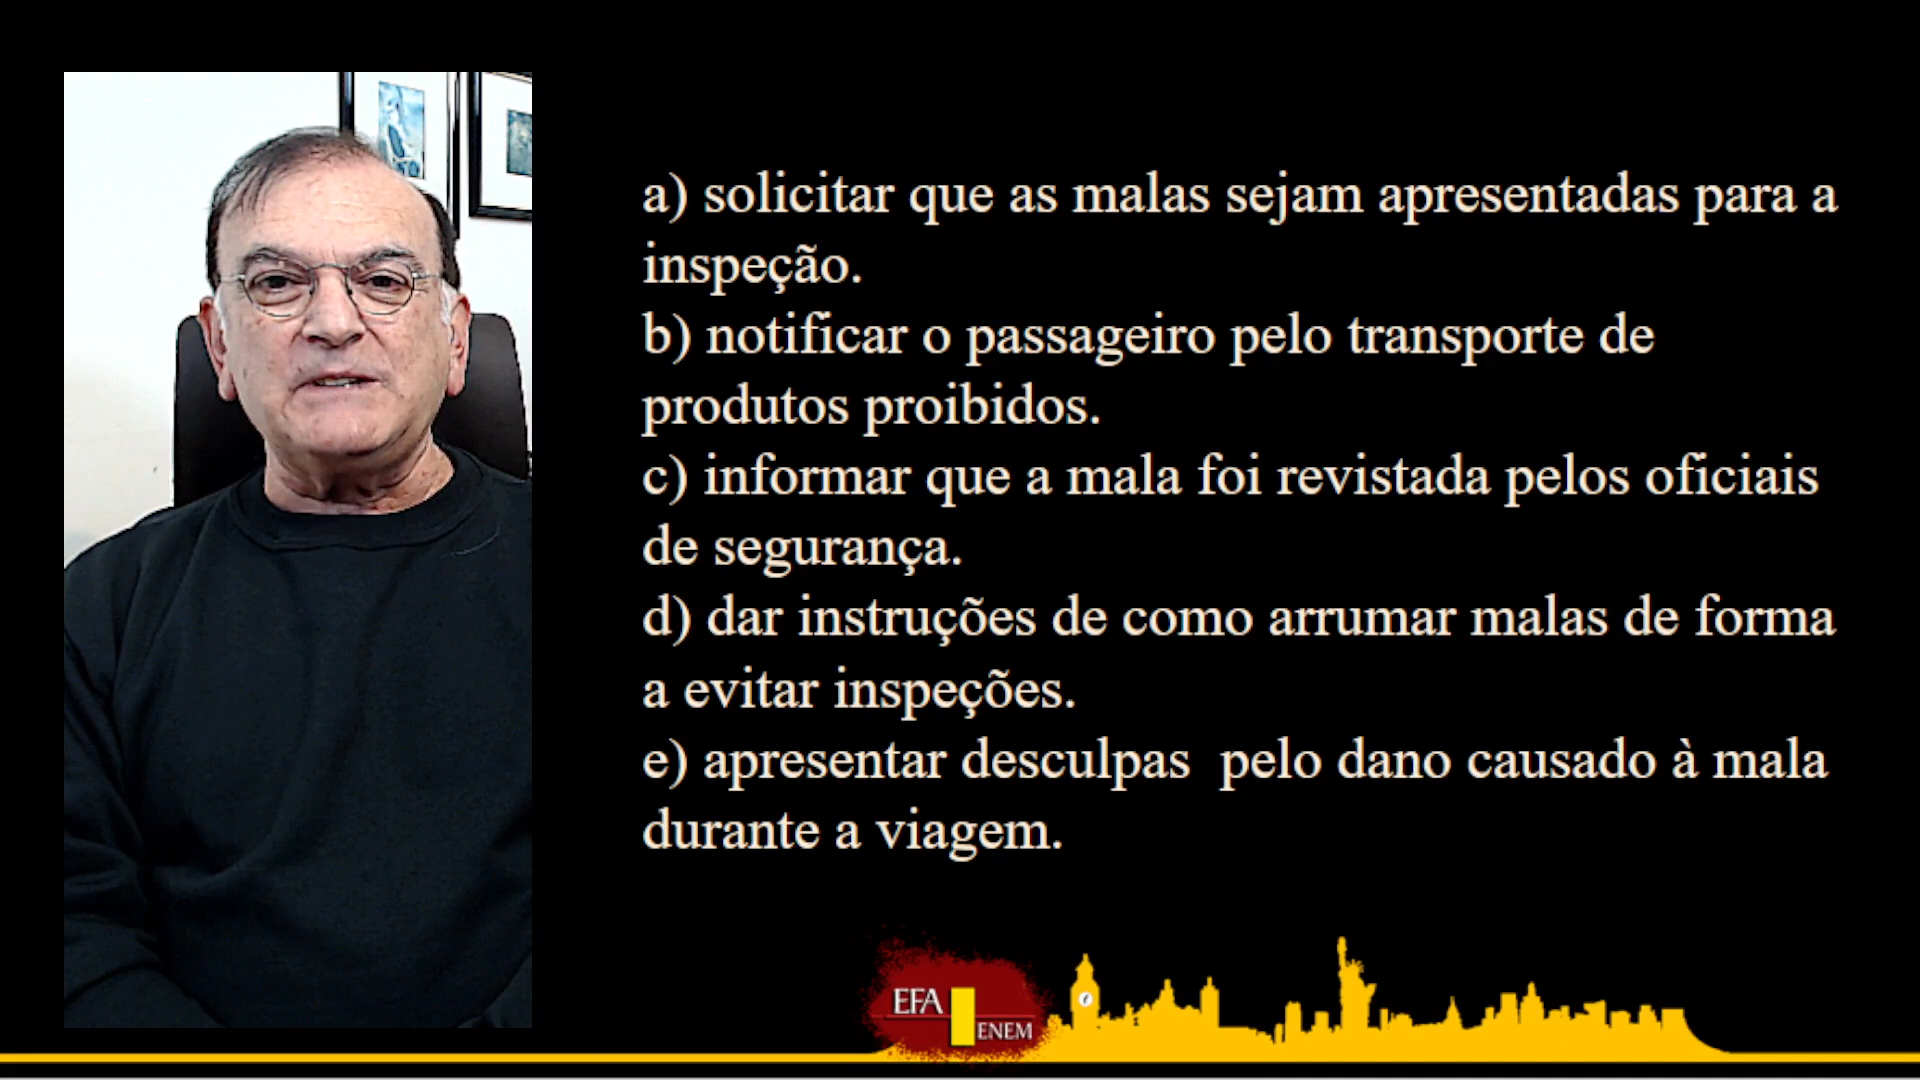 a) solicitar que as malas sejam apresentadas para a
inspeção.
b) notificar o passageiro pelo transporte de
produtos proibidos.
c) informar que a mala foi revistada pelos oficiais
de segurança.
d) dar instruções de como arrumar malas de forma
a evitar inspeções.
e) apresentar desculpas  pelo dano causado à mala
durante a viagem.
EFA
ENEM